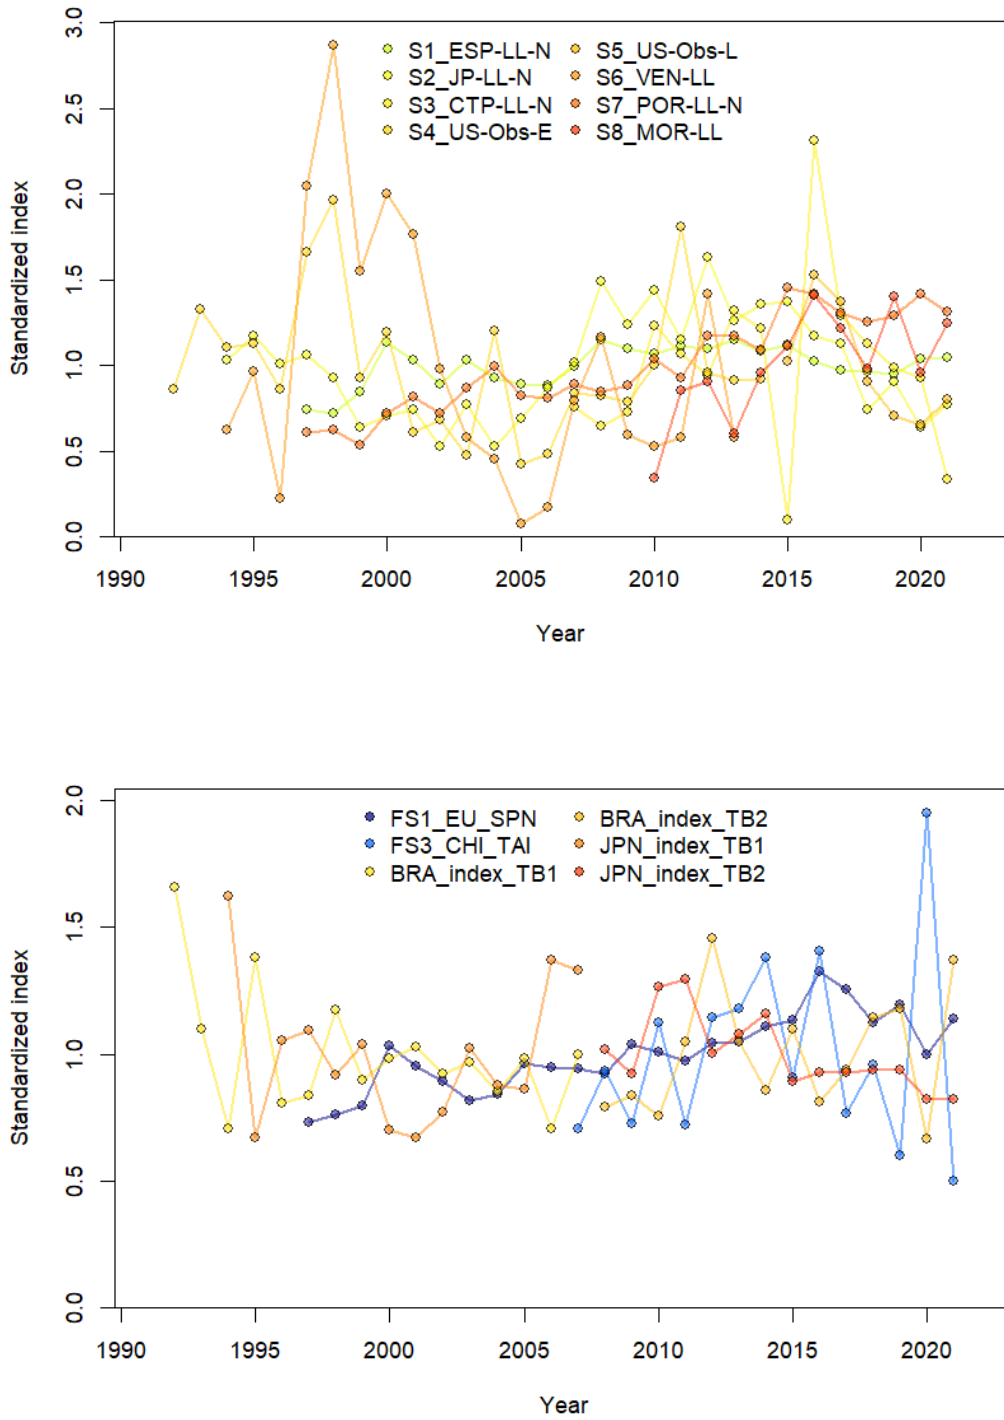 3.0
S1_ESP-LL-N S5_US-Obs-L
S2_JP-LL-N S6_VEN-LL
S3_CTP-LL-N S7_POR-LL-N
S4_US-Obs-E S8_MOR-LL
2.5
2.0
Standardized index
1.5
1.0
0.5
0.0
1990 1995 2000 2005 2010 2015 2020
Year
2.0
FS1_EU_SPN BRA_index_TB2
FS3_CHI_TAI JPN_index_TB1
BRA_index_TB1 JPN_index_TB2
1.5
Standardized index
1.0
0.5
0.0
1990 1995 2000 2005 2010 2015 2020
Year